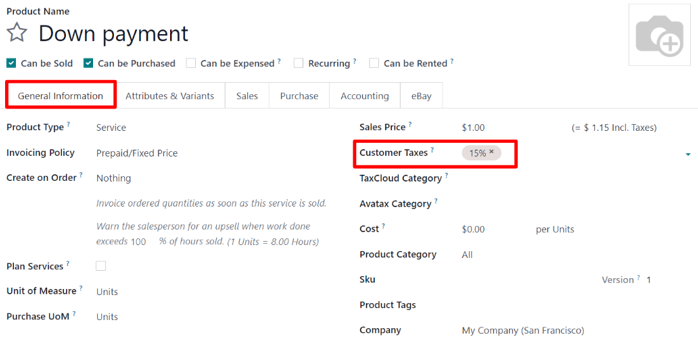 Product Name
Down payment
Can be Sold Can be Purchased Can be Expensed ? Recurring ? Can be Rented ?
General Information Attributes & Variants Sales Purchase Accounting eBay
Product Type ? Service Sales Price ? $1.00 (= $ 1.15 Incl. Taxes)
Invoicing Policy Prepaid/Fixed Price Customer Taxes ? 15% ×
Create on Order ? Nothing TaxCloud Category ?
Invoice ordered quantities as soon as this service is sold. Avatax Category ?
Warn the salesperson for an upsell when work done Cost ? $0.00 per Units
exceeds 100 % of hours sold. (1 Units = 8.00 Hours)
Product Category All
Plan Services ? Sku Version ? 1
Unit of Measure ? Units Product Tags
Purchase UoM ? Units Company My Company (San Francisco)